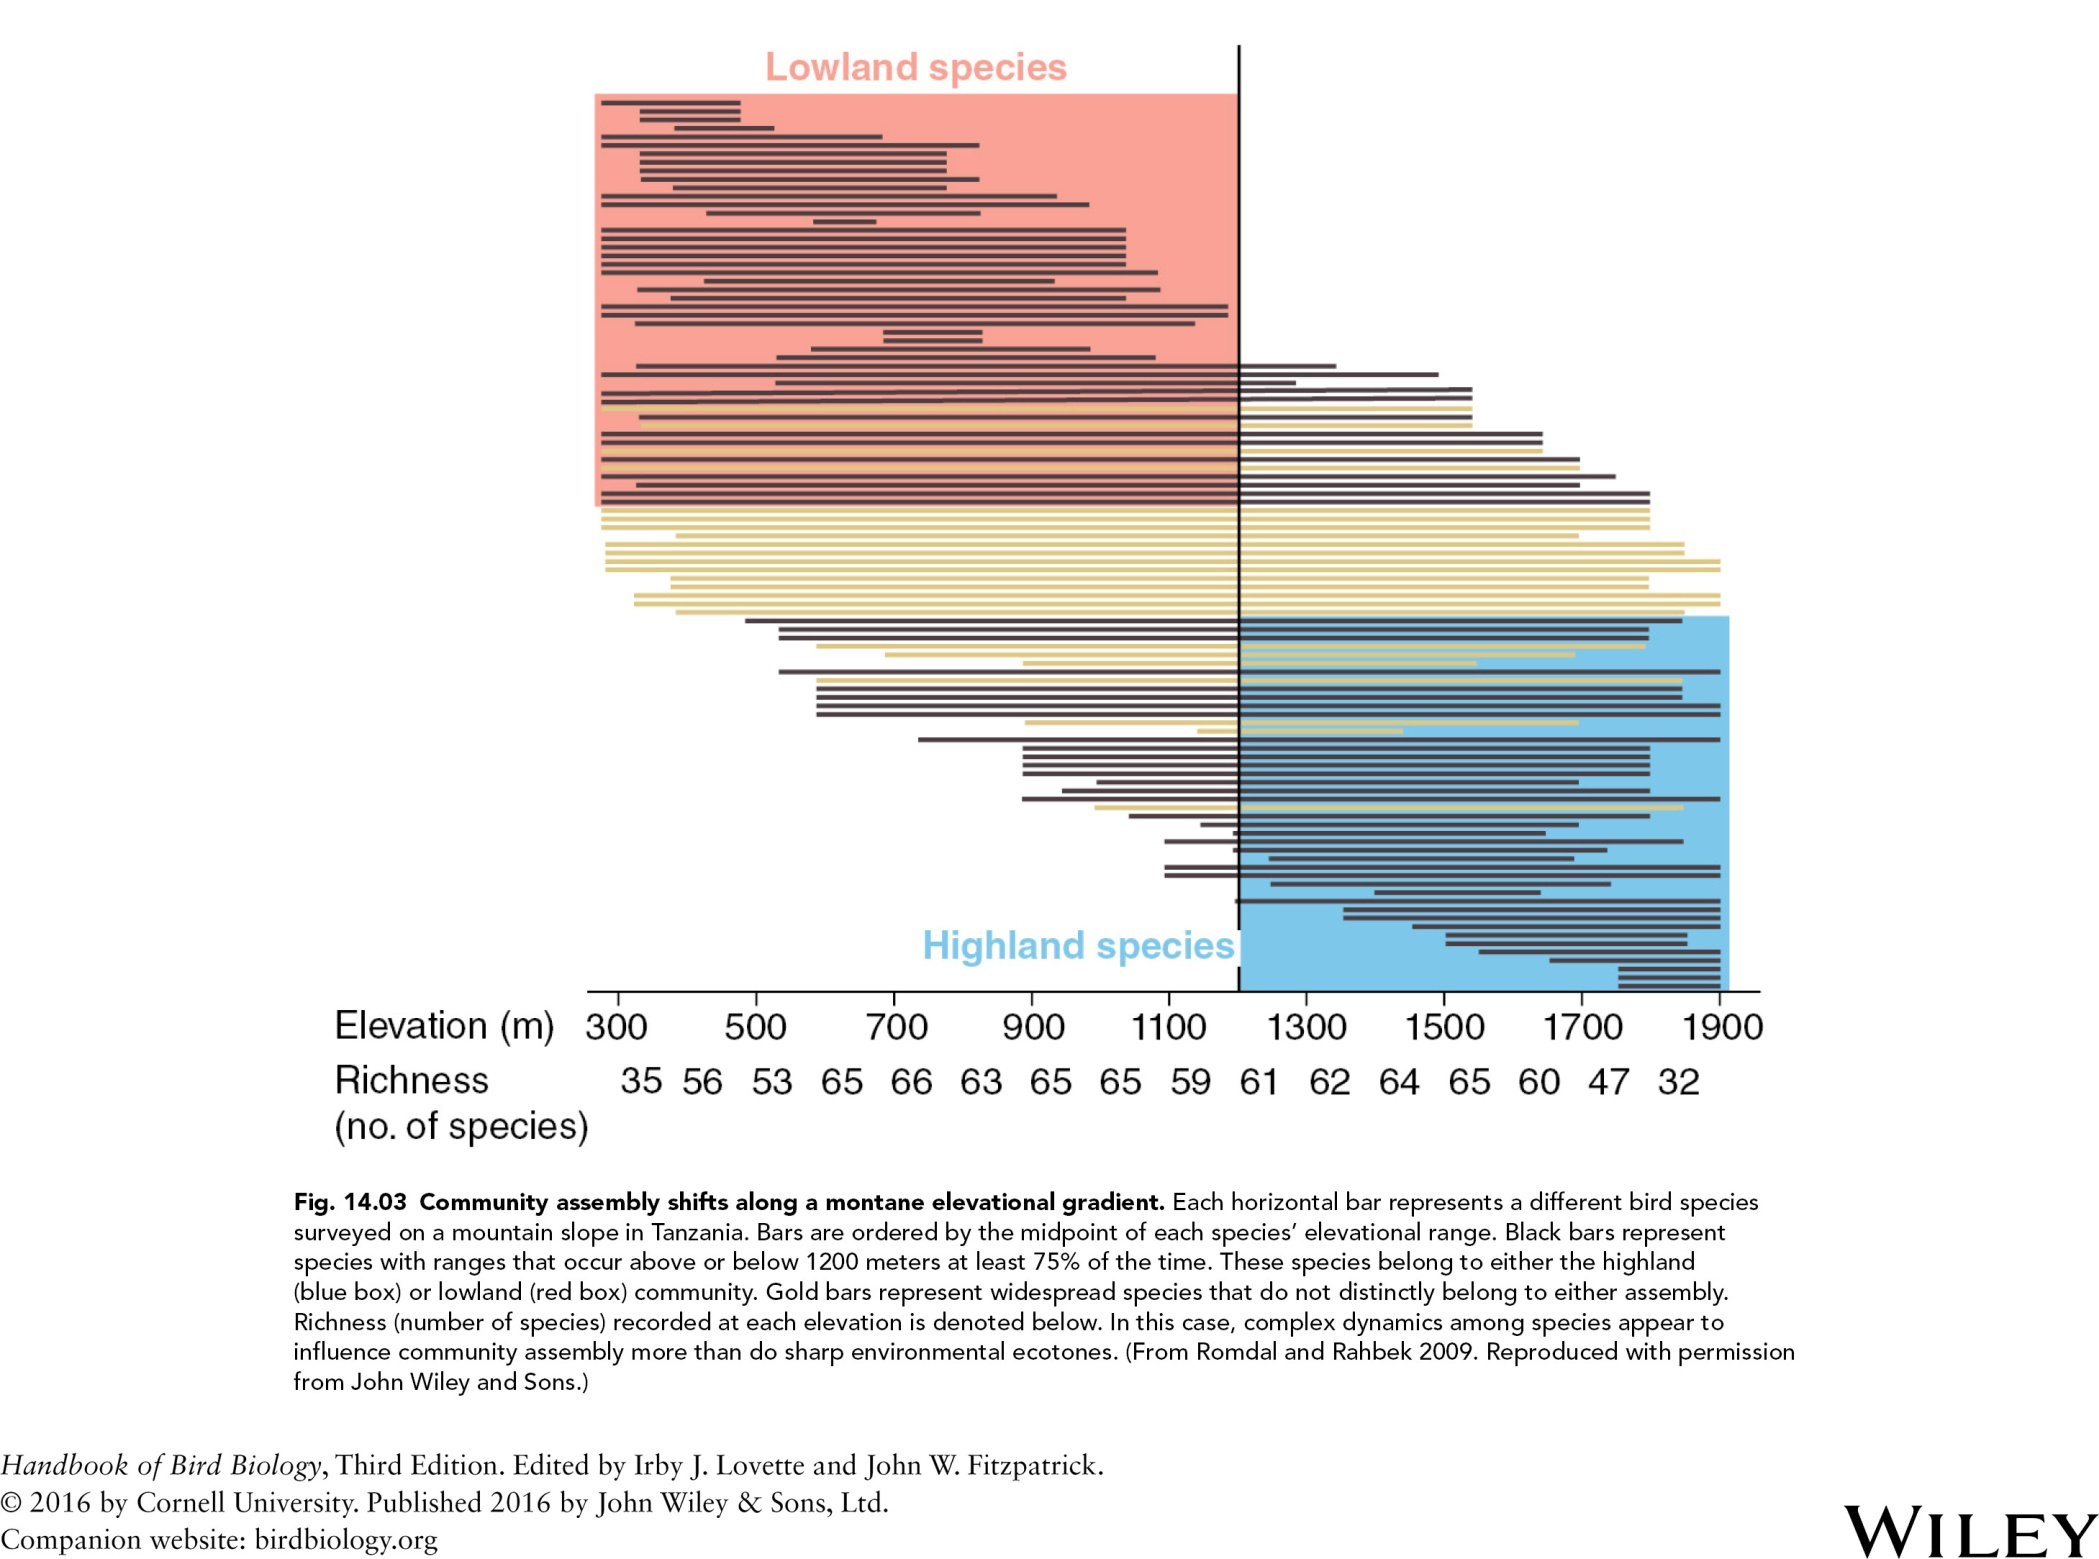 Lowland species
Highland species
Elevation (m) 300 500 700 900 1100 1300 1500 1700 1900
Richness 35 56 53 65 66 63 65 65 59 61 62 64 65 60 47 32
(no. of species)
Fig. 14.03 Community assembly shifts along a montane elevational gradient. Each horizontal bar represents a different bird species
surveyed on a mountain slope in Tanzania. Bars are ordered by the midpoint of each species’ elevational range. Black bars represent
species with ranges that occur above or below 1200 meters at least 75% of the time. These species belong to either the highland
(blue box) or lowland (red box) community. Gold bars represent widespread species that do not distinctly belong to either assembly.
Richness (number of species) recorded at each elevation is denoted below. In this case, complex dynamics among species appear to
influence community assembly more than do sharp environmental ecotones. (From Romdal and Rahbek 2009. Reproduced with permission
from John Wiley and Sons.)
Handbook of Bird Biology, Third Edition. Edited by Irby J. Lovette and John W. Fitzpatrick.
© 2016 by Cornell University. Published 2016 by John Wiley & Sons, Ltd.
Companion website: birdbiology.org
WILEY